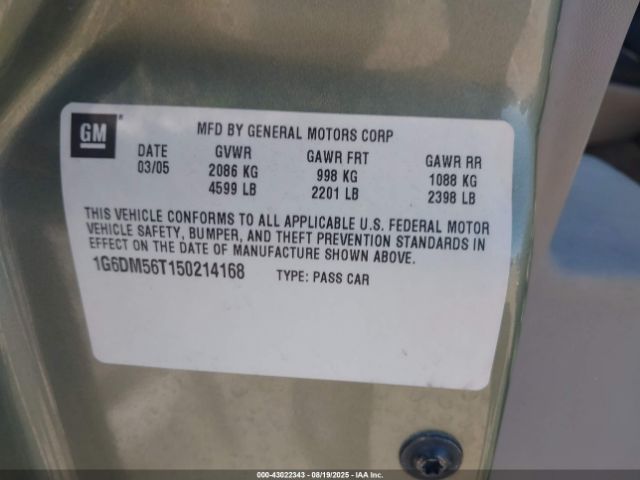 GM
MFD BY GENERAL MOTORS CORP
DATE GVWR GAWR FRT GAWR RR
03/05 2086 KG 998 KG 1088 KG
4599 LB 2201 LB 2398 LB
THIS VEHICLE CONFORMS TO ALL APPLICABLE U.S. FEDERAL MOTOR
VEHICLE SAFETY, BUMPER, AND THEFT PREVENTION STANDARDS IN
EFFECT ON THE DATE OF MANUFACTURE SHOWN ABOVE.
1G6DM56T150214168 TYPE: PASS CAR
000-43022343 - 08/19/2025 - IAA Inc.